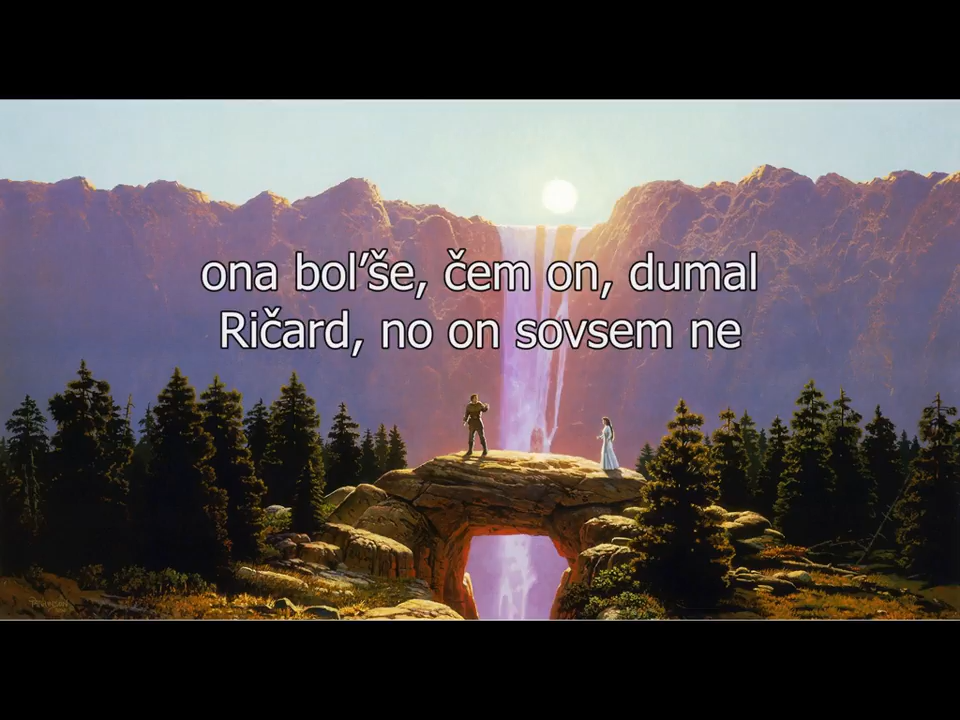 ona bol’še, čem on, dumal
Ričard, no on sovsem ne